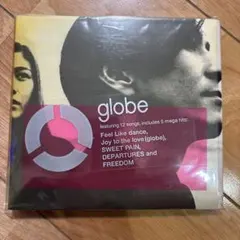 globe
featuring 12 songs, includes 5 mega hits:
Feel Like dance,
Joy to the love(globe),
SWEET PAIN,
DEPARTURES and
FREEDOM